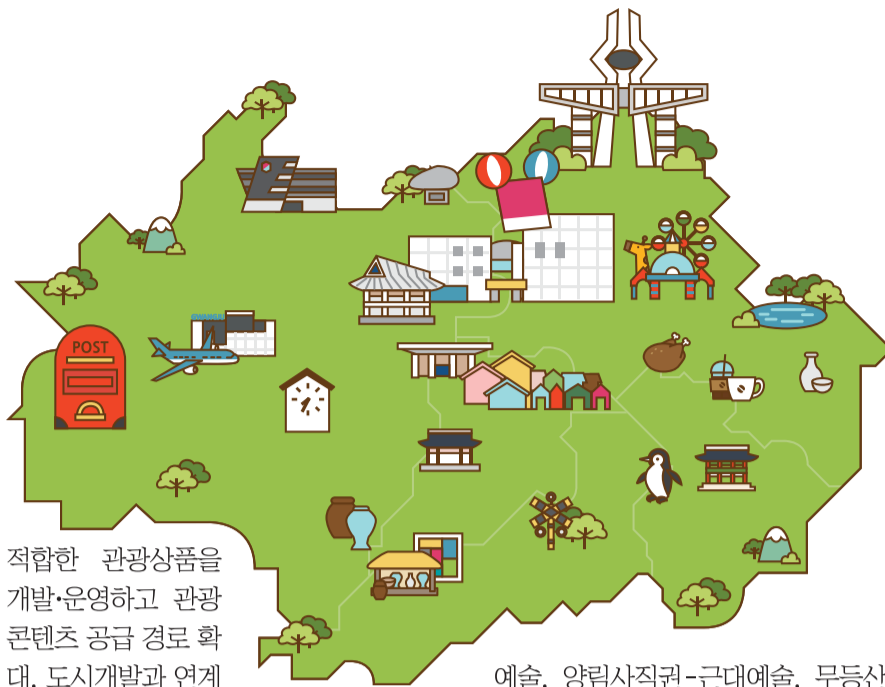 POST
적합한 관광상품을
개발·운영하고 관광
콘텐츠 공급 경로 확
대, 도시개발과 연계
예술, 양림사직권-근대예술, 무등산